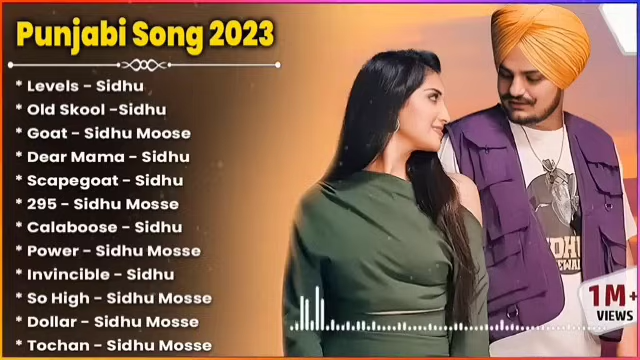 Punjabi Song 2023
* Levels - Sidhu
* Old Skool -Sidhu
* Goat - Sidhu Moose
* Dear Mama - Sidhu
* Scapegoat - Sidhu
* 295 - Sidhu Mosse
* Calaboose - Sidhu
* Power - Sidhu Mosse
* Invincible - Sidhu
* So High - Sidhu Mosse
* Dollar - Sidhu Mosse
* Tochan - Sidhu Mosse
1M+
VIEWS